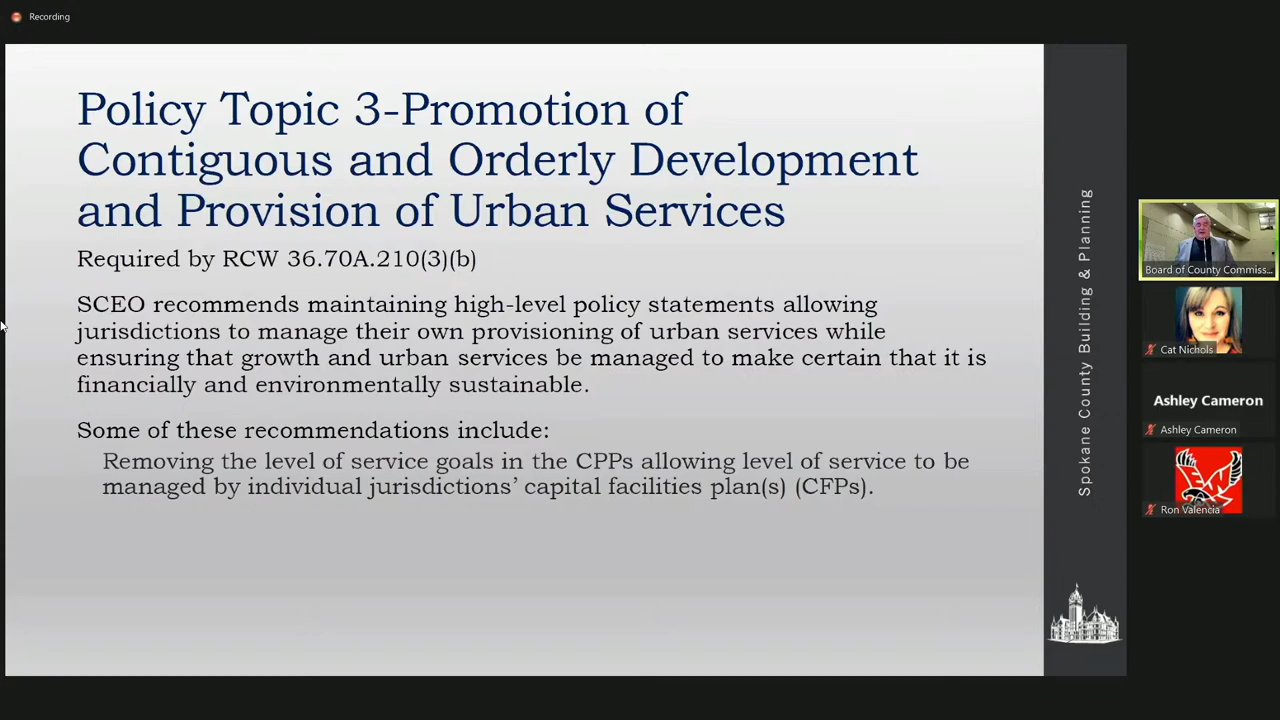 Recording
Policy Topic 3-Promotion of
Contiguous and Orderly Development
and Provision of Urban Services
Required by RCW 36.70A.210(3)(b)
SCEO recommends maintaining high-level policy statements allowing
jurisdictions to manage their own provisioning of urban services while
ensuring that growth and urban services be managed to make certain that it is
financially and environmentally sustainable.
Some of these recommendations include:
Removing the level of service goals in the CPPs allowing level of service to be
managed by individual jurisdictions’ capital facilities plan(s) (CFPs).
Spokane County Building & Planning
Board of County Commiss...
Cat Nichols
Ashley Cameron
Ashley Cameron
Ron Valencia